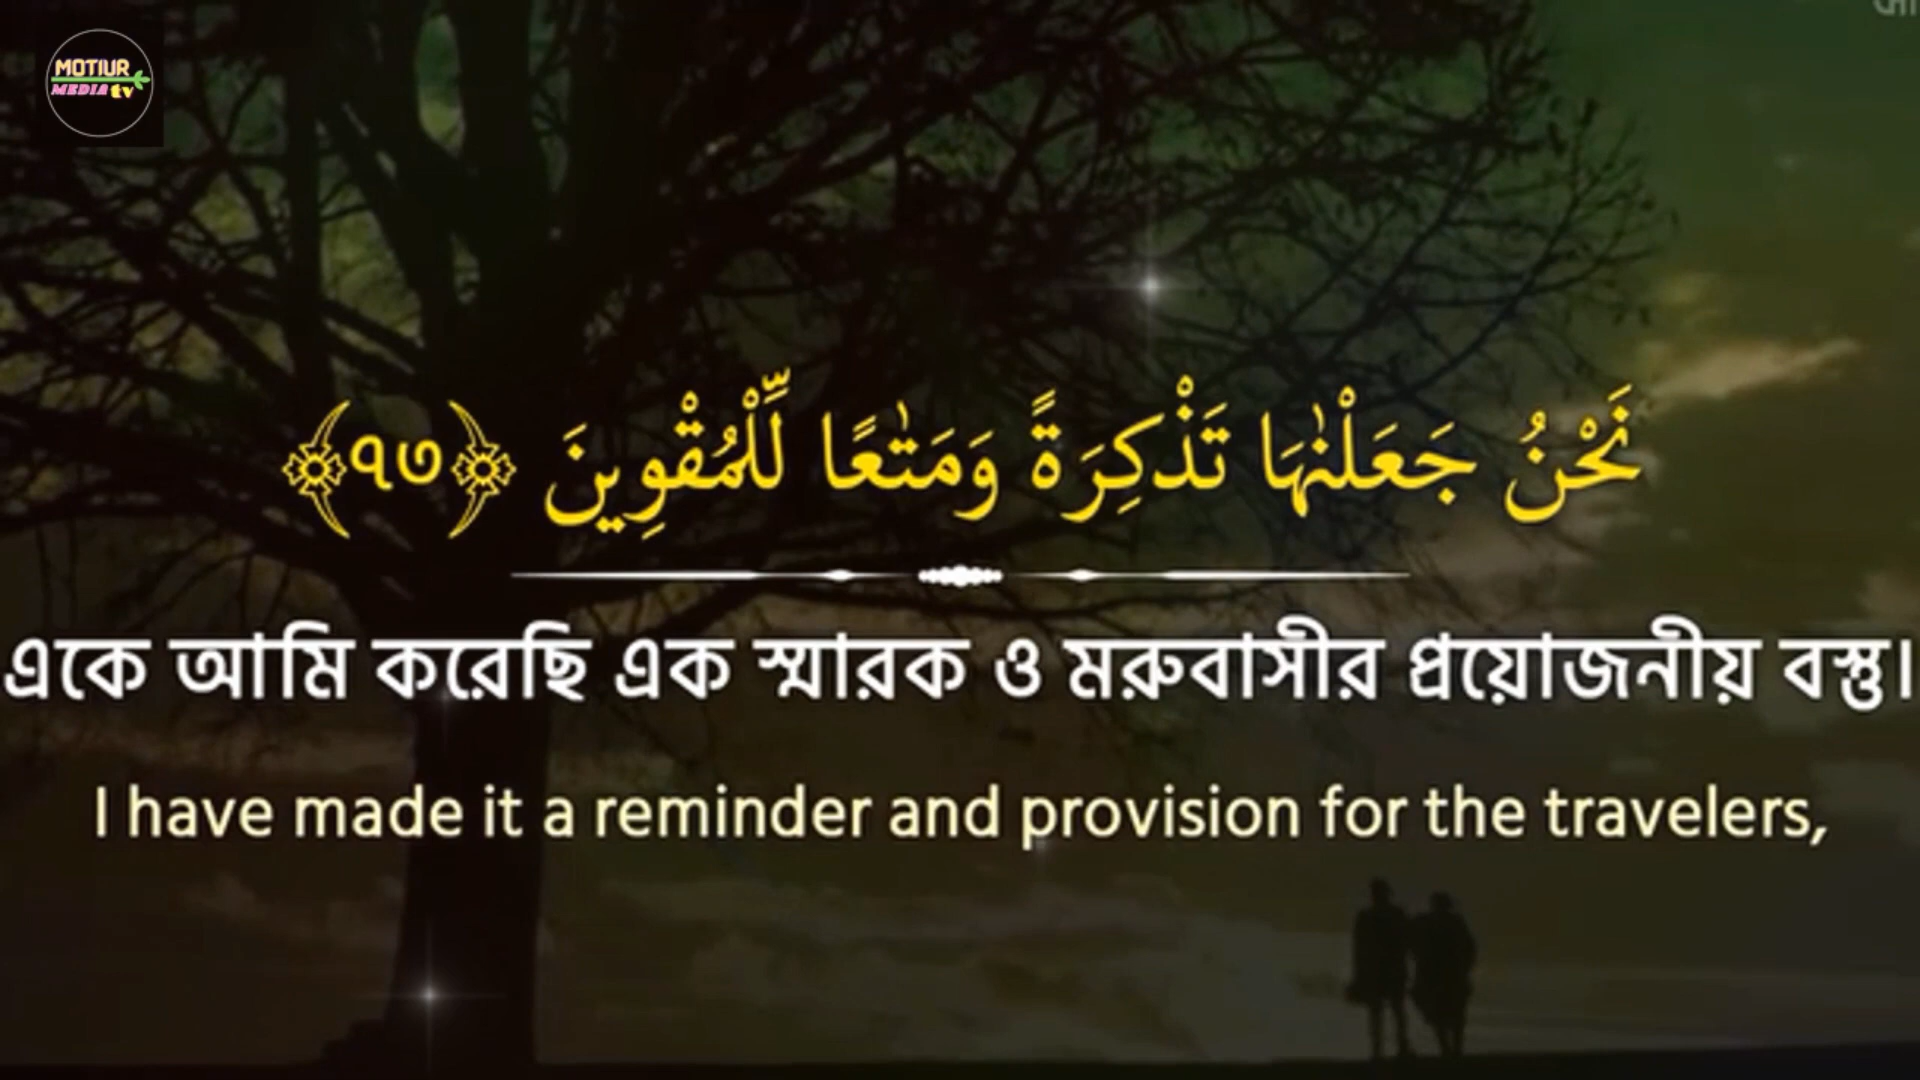 MOTIUR
MEDIA tv
نَحْنُ جَعَلْنٰهَا تَذْكِرَةً وَمَتٰعًا لِّلْمُقْوِينَ ﴿٧٣﴾
একে আমি করেছি এক স্মারক ও মরুবাসীর প্রয়োজনীয় বস্তু।
I have made it a reminder and provision for the travelers,